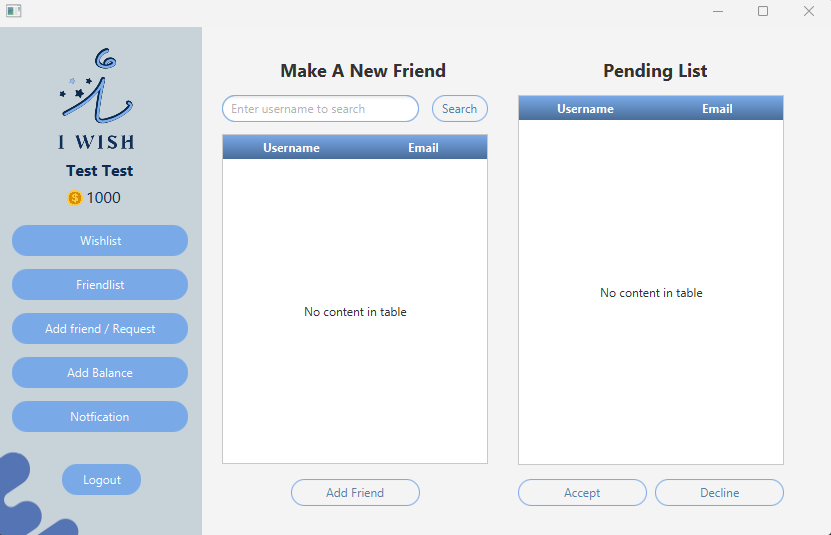 I WISH
Test Test
1000
Wishlist
Friendlist
Add friend / Request
Add Balance
Notfication
Logout
Make A New Friend
Enter username to search
Search
Username Email
No content in table
Add Friend
Pending List
Username Email
No content in table
Accept Decline